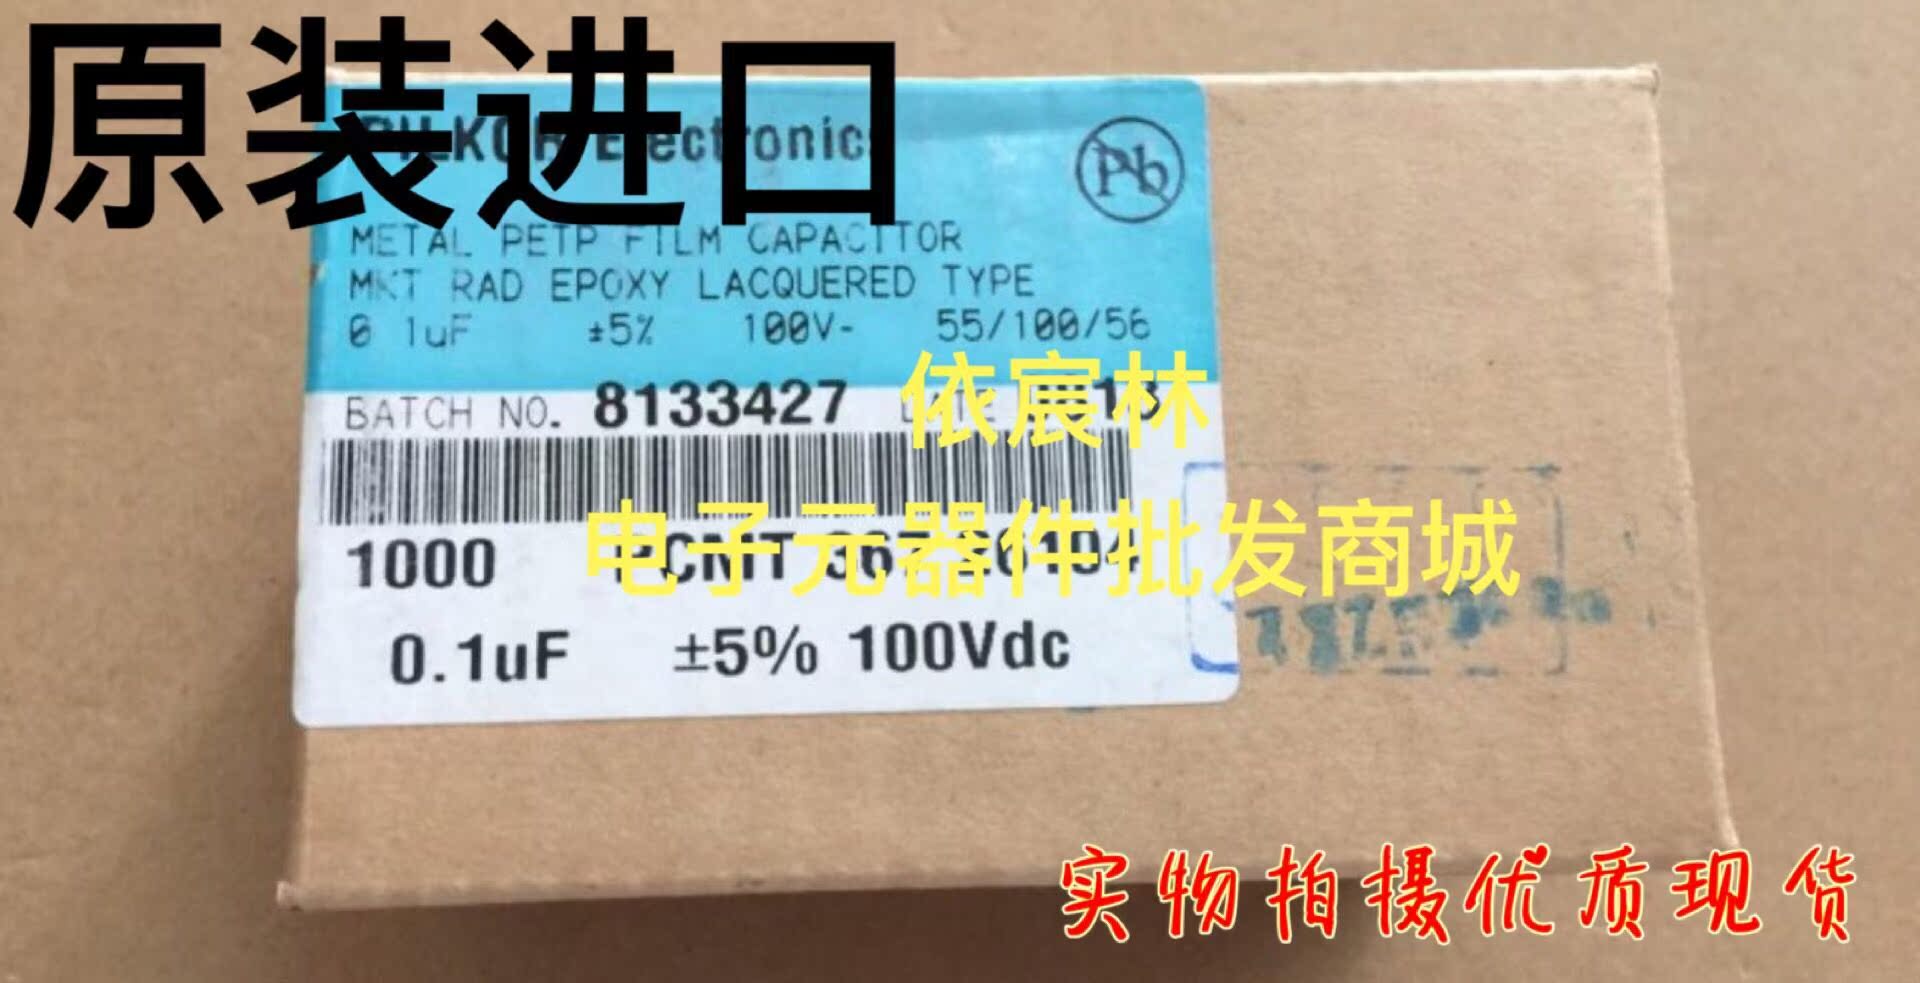 原装进口
PILKOR Electronics
Pb
METAL PETP FILM CAPACITOR
MKT RAD EPOXY LACQUERED TYPE
0 1uF ±5% 100V- 55/100/56
BATCH NO. 8133427
依宸林
1000
电子元器件批发商城
0.1uF ±5% 100Vdc
实物拍摄优质现货